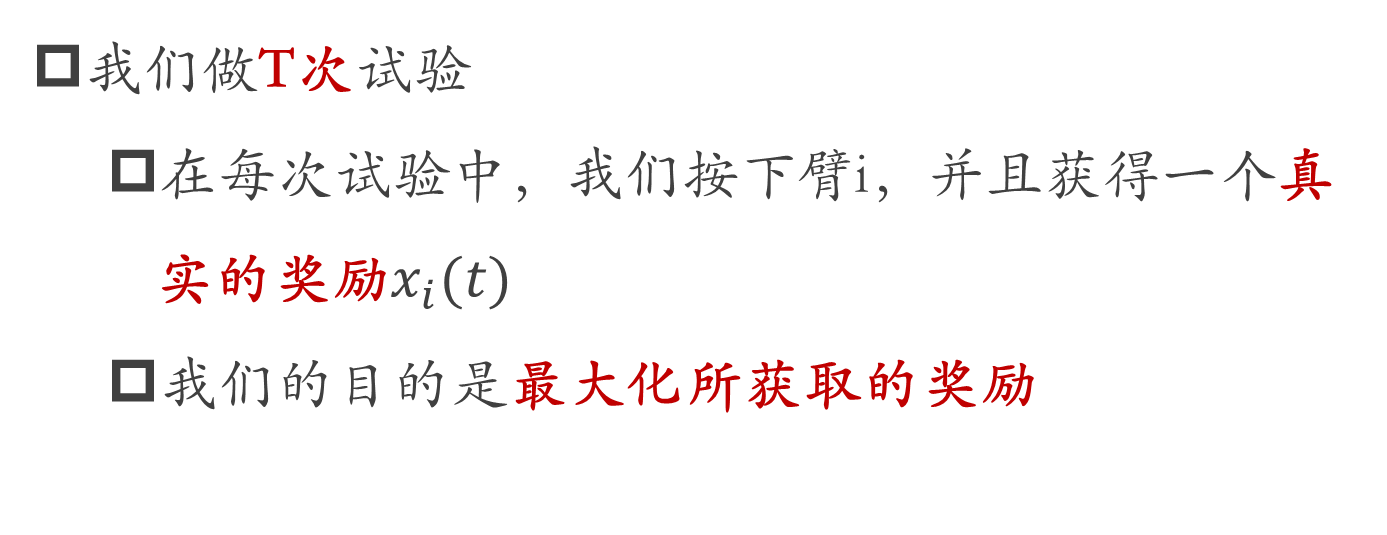 我们做T次试验
在每次试验中，我们按下臂i，并且获得一个真
实的奖励xᵢ(t)
我们的目的是最大化所获取的奖励